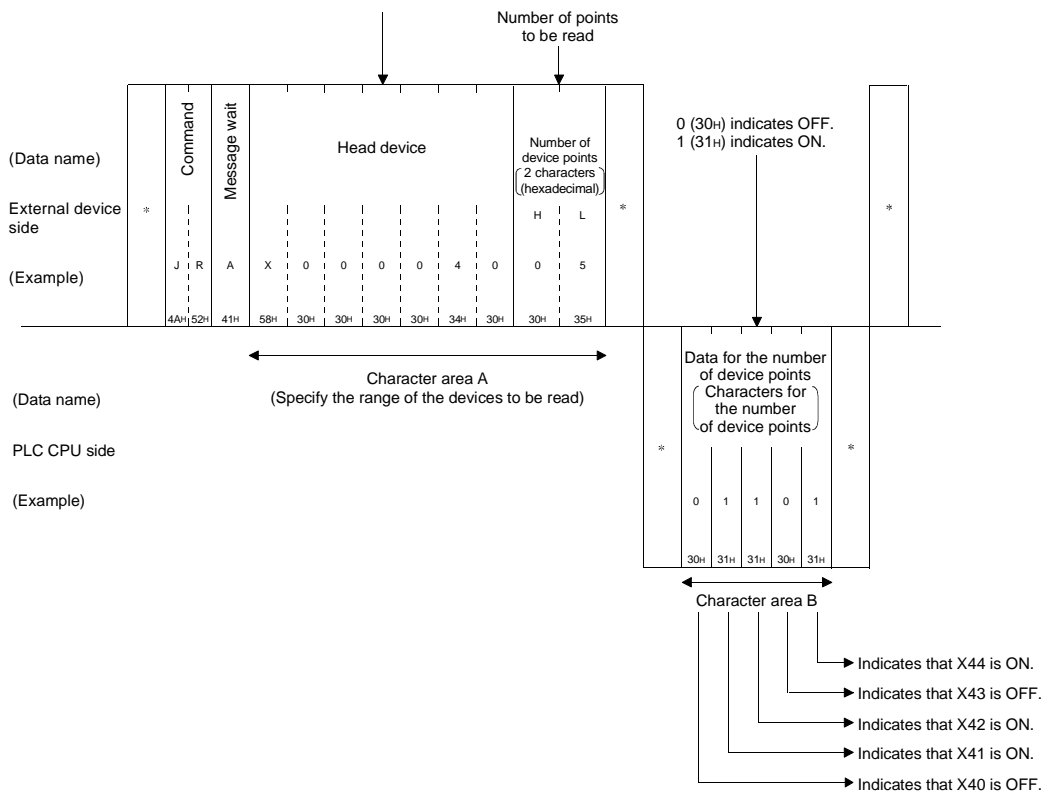 Number of points
to be read
(Data name)
External device
side
(Example)
*
Command
J R
4AH 52H
Message wait
A
41H
Head device
X 0 0 0 0 4 0
58H 30H 30H 30H 30H 34H 30H
Number of
device points
2 characters
(hexadecimal)
H L
0 5
30H 35H
*
0 (30H) indicates OFF.
1 (31H) indicates ON.
*
Character area A
(Specify the range of the devices to be read)
(Data name)
PLC CPU side
(Example)
*
Data for the number
of device points
Characters for
the number
of device points
0 1 1 0 1
30H 31H 31H 30H 31H
*
Character area B
Indicates that X44 is ON.
Indicates that X43 is OFF.
Indicates that X42 is ON.
Indicates that X41 is ON.
Indicates that X40 is OFF.